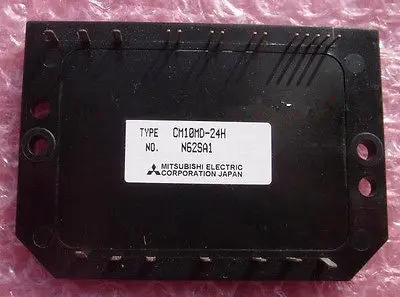 TYPE CM10MD-24H
NO. N62SA1
MITSUBISHI ELECTRIC
CORPORATION JAPAN